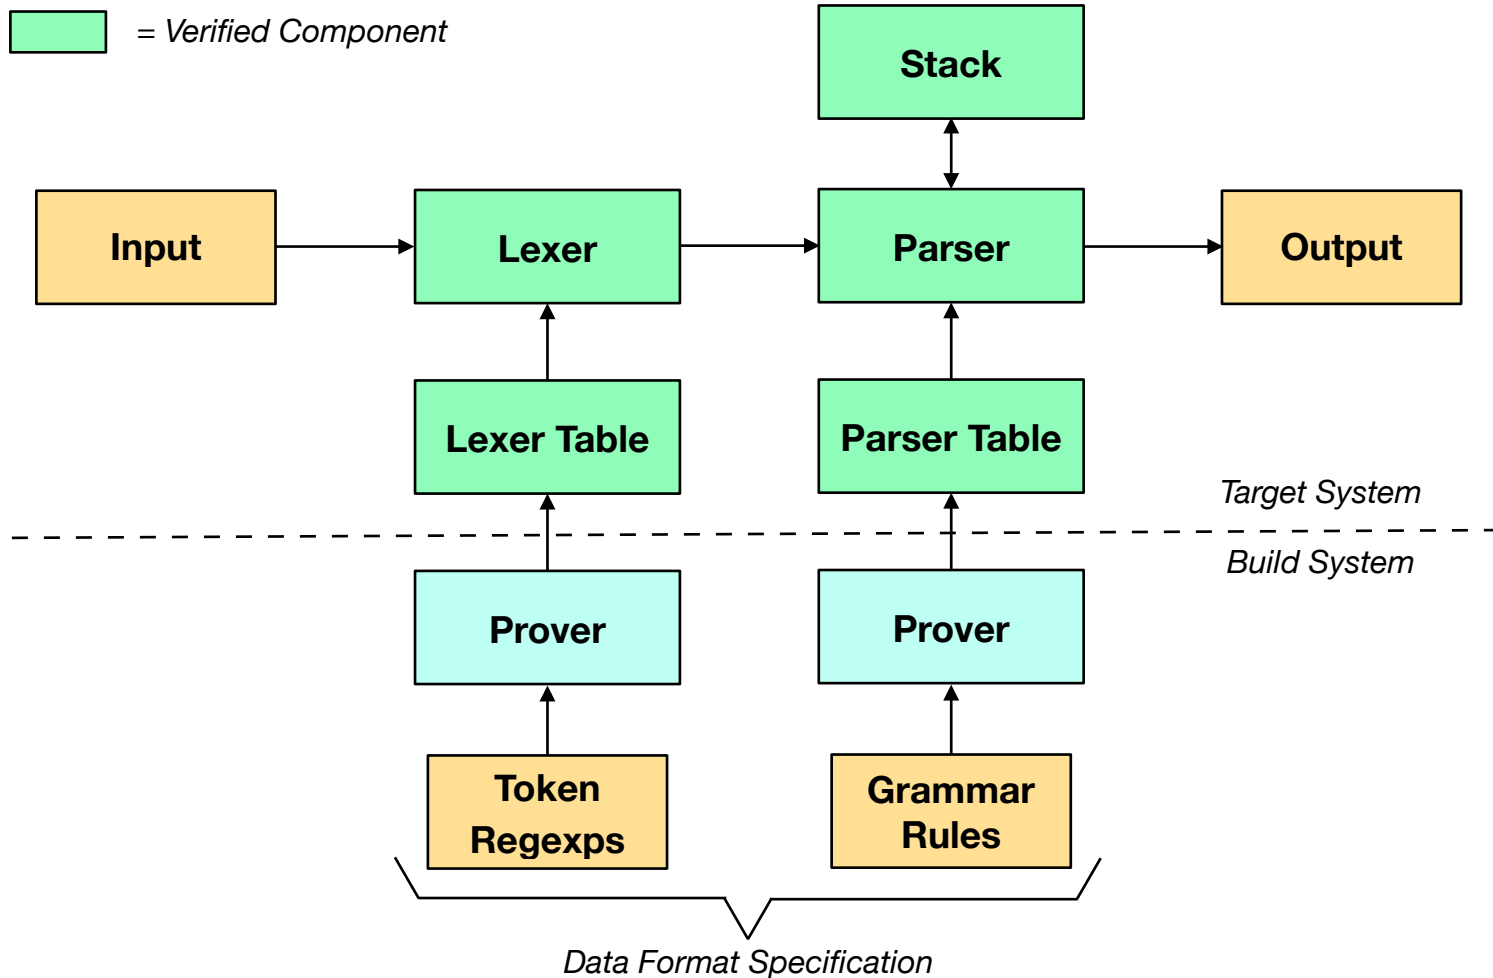 = Verified Component
Stack
Input
Lexer
Parser
Output
Lexer Table
Parser Table
Target System
Build System
Prover
Prover
Token
Regexps
Grammar
Rules
Data Format Specification